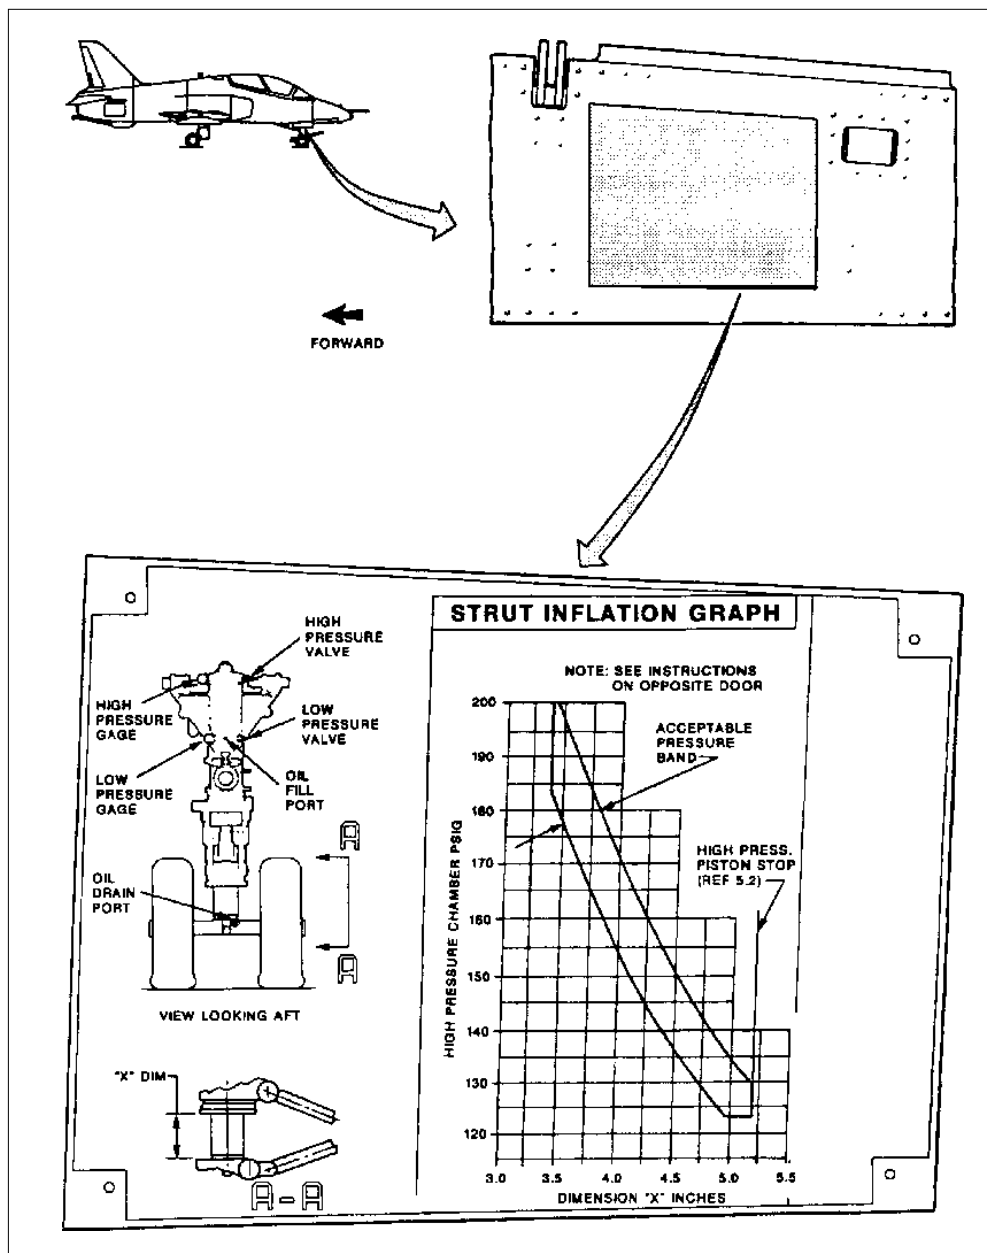 FORWARD
STRUT INFLATION GRAPH
HIGH
PRESSURE
VALVE
HIGH
PRESSURE
GAGE
LOW
PRESSURE
VALVE
LOW
PRESSURE
GAGE
OIL
FILL
PORT
OIL
DRAIN
PORT
A
A
VIEW LOOKING AFT
"X" DIM
A-A
NOTE: SEE INSTRUCTIONS
ON OPPOSITE DOOR
ACCEPTABLE
PRESSURE
BAND
HIGH PRESS.
PISTON STOP
(REF 5.2)
HIGH PRESSURE CHAMBER PSIG
200
190
180
170
160
150
140
130
120
3.0 3.5 4.0 4.5 5.0 5.5
DIMENSION "X" INCHES